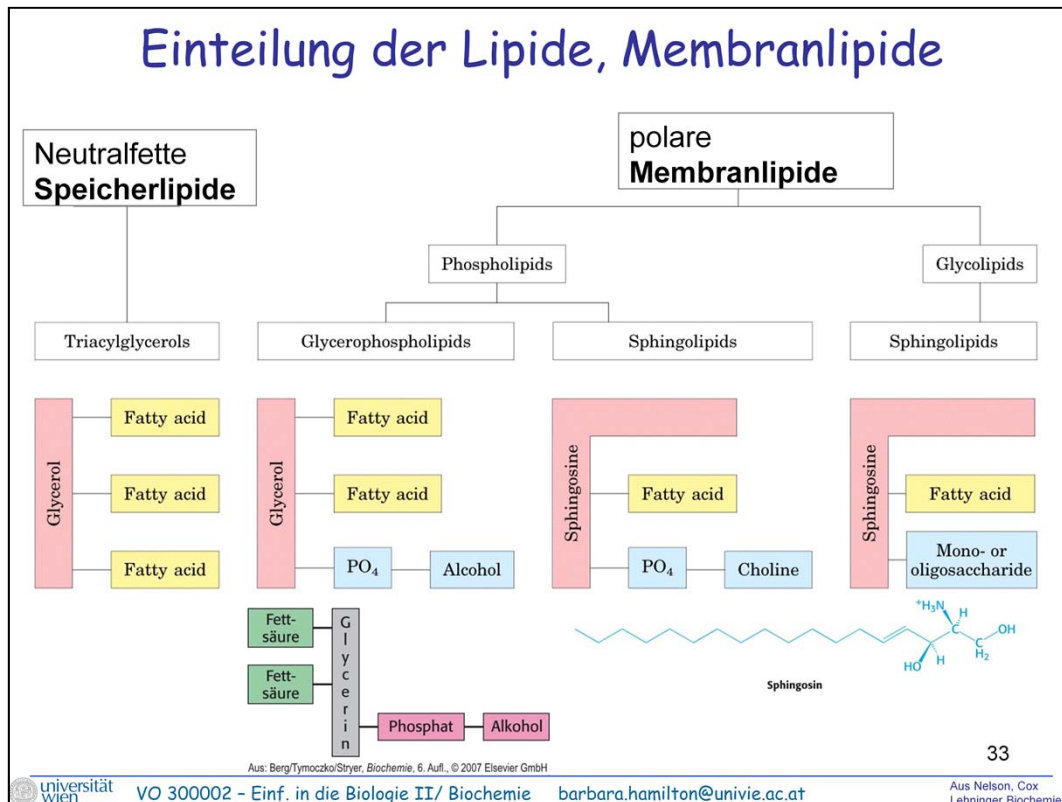 Einteilung der Lipide, Membranlipide
Neutralfette
Speicherlipide
polare
Membranlipide
Phospholipids
Glycolipids
Triacylglycerols
Glycerophospholipids
Sphingolipids
Sphingolipids
Glycerol
Fatty acid
Fatty acid
Fatty acid
Glycerol
Fatty acid
Fatty acid
PO4
Alcohol
Sphingosine
Fatty acid
PO4
Choline
Sphingosine
Fatty acid
Mono- or
oligosaccharide
Fett-
säure
Fett-
säure
Glycerin
Phosphat
Alkohol
+H3N
H
C
C
OH
C
H2
HO
H
Sphingosin
Aus: Berg/Tymoczko/Stryer, Biochemie, 6. Aufl., © 2007 Elsevier GmbH
33
universität
wien
VO 300002 – Einf. in die Biologie II/ Biochemie
barbara.hamilton@univie.ac.at
Aus Nelson, Cox
Lehninger Biochemie